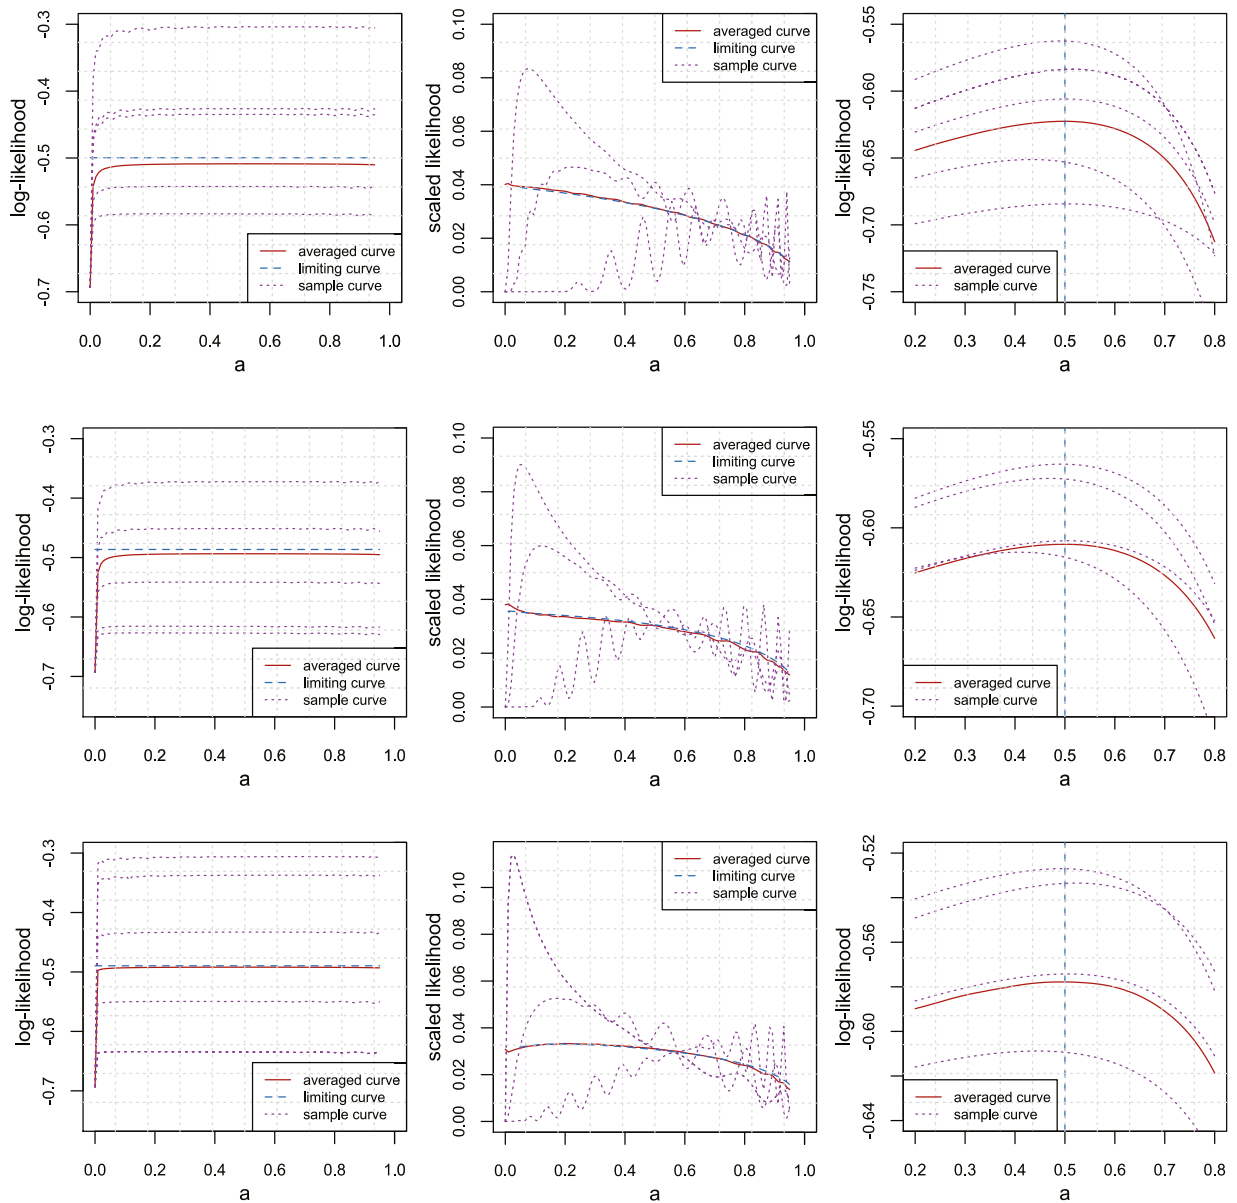 log-likelihood
-0.3
-0.4
-0.5
-0.6
-0.7
0.0 0.2 0.4 0.6 0.8 1.0
a
averaged curve
limiting curve
sample curve
scaled likelihood
0.10
0.08
0.06
0.04
0.02
0.00
0.0 0.2 0.4 0.6 0.8 1.0
a
averaged curve
limiting curve
sample curve
log-likelihood
-0.55
-0.60
-0.65
-0.70
-0.75
0.2 0.3 0.4 0.5 0.6 0.7 0.8
a
averaged curve
sample curve
log-likelihood
-0.3
-0.4
-0.5
-0.6
-0.7
0.0 0.2 0.4 0.6 0.8 1.0
a
averaged curve
limiting curve
sample curve
scaled likelihood
0.10
0.08
0.06
0.04
0.02
0.00
0.0 0.2 0.4 0.6 0.8 1.0
a
averaged curve
limiting curve
sample curve
log-likelihood
-0.55
-0.60
-0.65
-0.70
0.2 0.3 0.4 0.5 0.6 0.7 0.8
a
averaged curve
sample curve
log-likelihood
-0.3
-0.4
-0.5
-0.6
-0.7
0.0 0.2 0.4 0.6 0.8 1.0
a
averaged curve
limiting curve
sample curve
scaled likelihood
0.10
0.08
0.06
0.04
0.02
0.00
0.0 0.2 0.4 0.6 0.8 1.0
a
averaged curve
limiting curve
sample curve
log-likelihood
-0.52
-0.56
-0.60
-0.64
0.2 0.3 0.4 0.5 0.6 0.7 0.8
a
averaged curve
sample curve